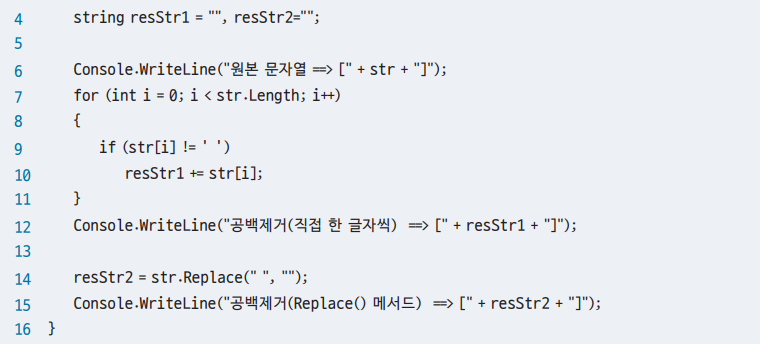 4 string resStr1 = "", resStr2="";
5
6 Console.WriteLine("원본 문자열 ==> [" + str + "]");
7 for (int i = 0; i < str.Length; i++)
8 {
9 if (str[i] != ' ')
10 resStr1 += str[i];
11 }
12 Console.WriteLine("공백제거(직접 한 글자씩) ==> [" + resStr1 + "]");
13
14 resStr2 = str.Replace(" ", "");
15 Console.WriteLine("공백제거(Replace() 메서드) ==> [" + resStr2 + "]");
16 }